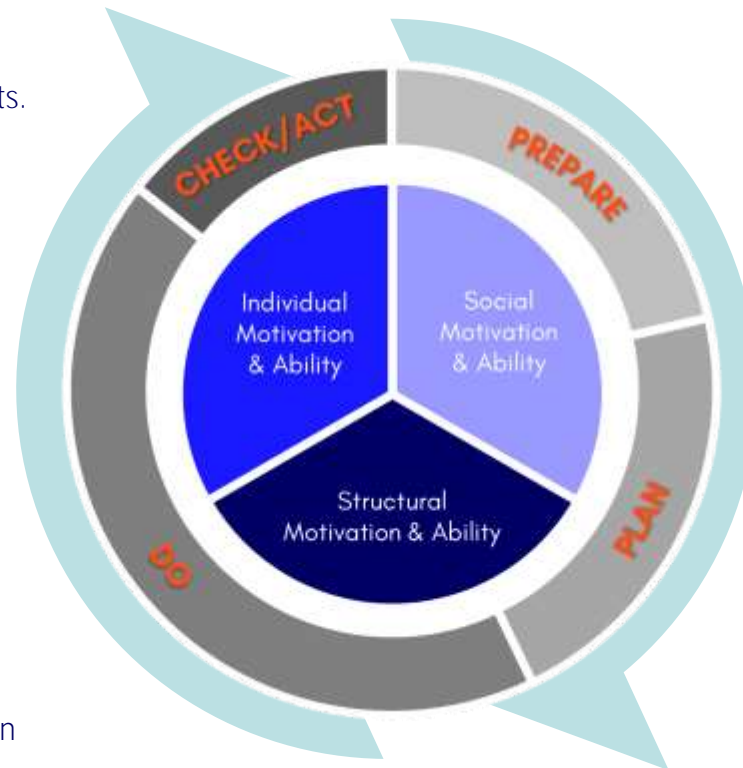 ts.
CHECK/ACT
PREPARE
Individual
Motivation
& Ability
Social
Motivation
& Ability
Structural
Motivation & Ability
PLAN
DO
n